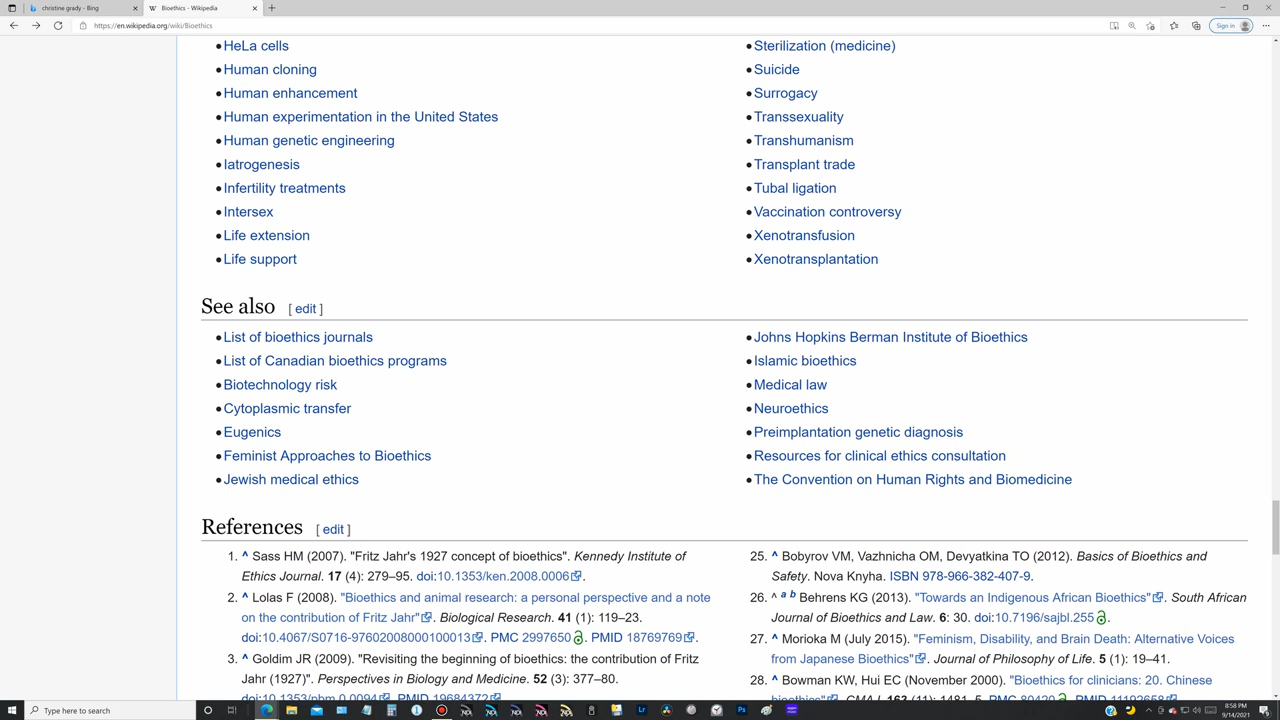 christine grady - Bing
Bioethics - Wikipedia
https://en.wikipedia.org/wiki/Bioethics
Sign in
HeLa cells
Human cloning
Human enhancement
Human experimentation in the United States
Human genetic engineering
Iatrogenesis
Infertility treatments
Intersex
Life extension
Life support
Sterilization (medicine)
Suicide
Surrogacy
Transsexuality
Transhumanism
Transplant trade
Tubal ligation
Vaccination controversy
Xenotransfusion
Xenotransplantation
See also [ edit ]
List of bioethics journals
List of Canadian bioethics programs
Biotechnology risk
Cytoplasmic transfer
Eugenics
Feminist Approaches to Bioethics
Jewish medical ethics
Johns Hopkins Berman Institute of Bioethics
Islamic bioethics
Medical law
Neuroethics
Preimplantation genetic diagnosis
Resources for clinical ethics consultation
The Convention on Human Rights and Biomedicine
References [ edit ]
1. ^ Sass HM (2007). "Fritz Jahr's 1927 concept of bioethics". Kennedy Institute of
Ethics Journal. 17 (4): 279–95. doi:10.1353/ken.2008.0006.
2. ^ Lolas F (2008). "Bioethics and animal research: a personal perspective and a note
on the contribution of Fritz Jahr". Biological Research. 41 (1): 119–23.
doi:10.4067/S0716-97602008000100013. PMC 2997650. PMID 18769769.
3. ^ Goldim JR (2009). "Revisiting the beginning of bioethics: the contribution of Fritz
Jahr (1927)". Perspectives in Biology and Medicine. 52 (3): 377–80.
doi:10.1353/pbm.0.0094. PMID 19684372.
25. ^ Bobyrov VM, Vazhnicha OM, Devyatkina TO (2012). Basics of Bioethics and
Safety. Nova Knyha. ISBN 978-966-382-407-9.
26. ^ a b Behrens KG (2013). "Towards an Indigenous African Bioethics". South African
Journal of Bioethics and Law. 6: 30. doi:10.7196/sajbl.255.
27. ^ Morioka M (July 2015). "Feminism, Disability, and Brain Death: Alternative Voices
from Japanese Bioethics". Journal of Philosophy of Life. 5 (1): 19–41.
28. ^ Bowman KW, Hui EC (November 2000). "Bioethics for clinicians: 20. Chinese
bioethics". CMAJ. 163 (11): 1481–5. PMC 80420. PMID 11192658.
Type here to search
8:58 PM
9/14/2021